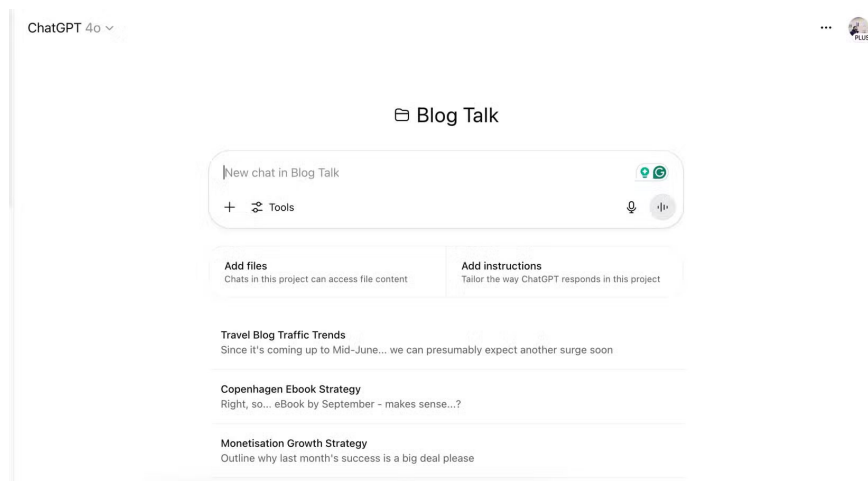 ChatGPT 4o
PLUS
Blog Talk
New chat in Blog Talk
Tools
Add files
Chats in this project can access file content
Add instructions
Tailor the way ChatGPT responds in this project
Travel Blog Traffic Trends
Since it's coming up to Mid-June... we can presumably expect another surge soon
Copenhagen Ebook Strategy
Right, so... eBook by September - makes sense...?
Monetisation Growth Strategy
Outline why last month's success is a big deal please